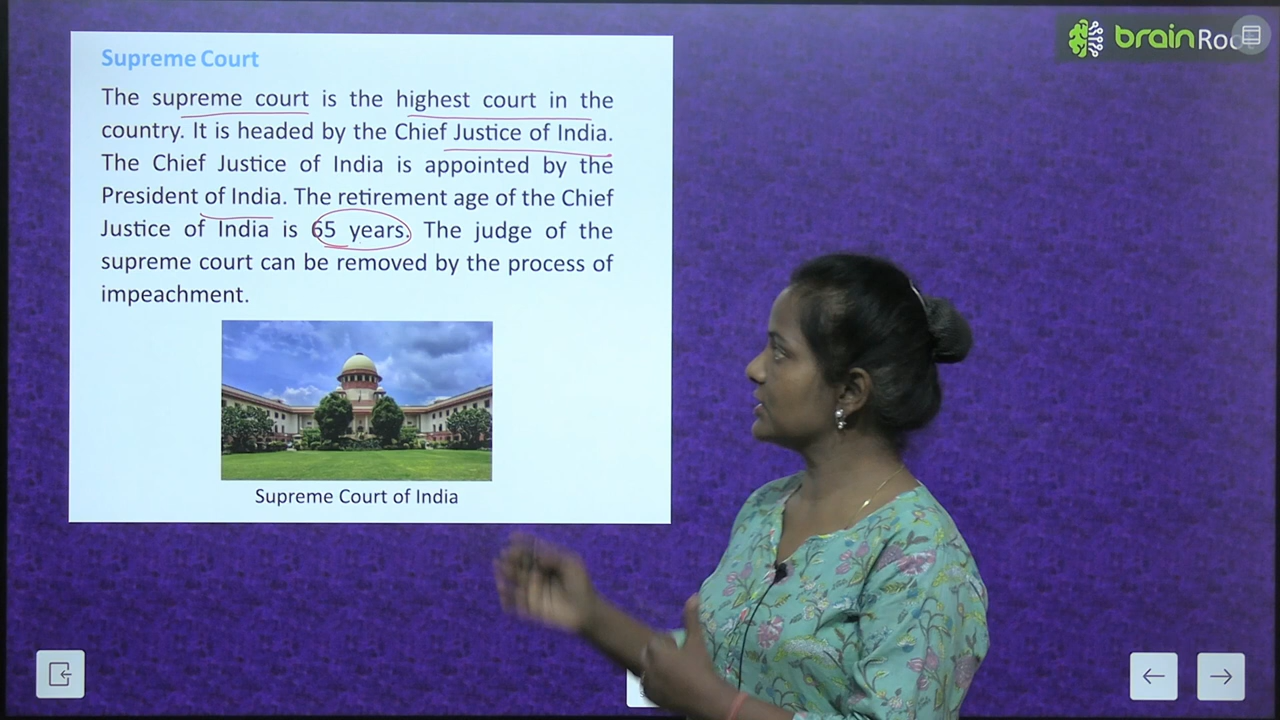 Supreme Court
The supreme court is the highest court in the
country. It is headed by the Chief Justice of India.
The Chief Justice of India is appointed by the
President of India. The retirement age of the Chief
Justice of India is 65 years. The judge of the
supreme court can be removed by the process of
impeachment.
Supreme Court of India
brainRoot